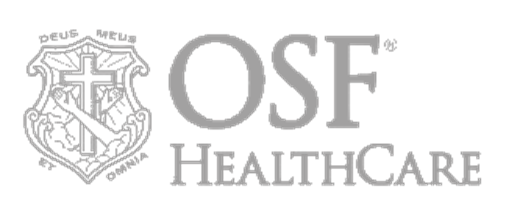 DEUS MEUS
ET OMNIA
OSF
HEALTHCARE